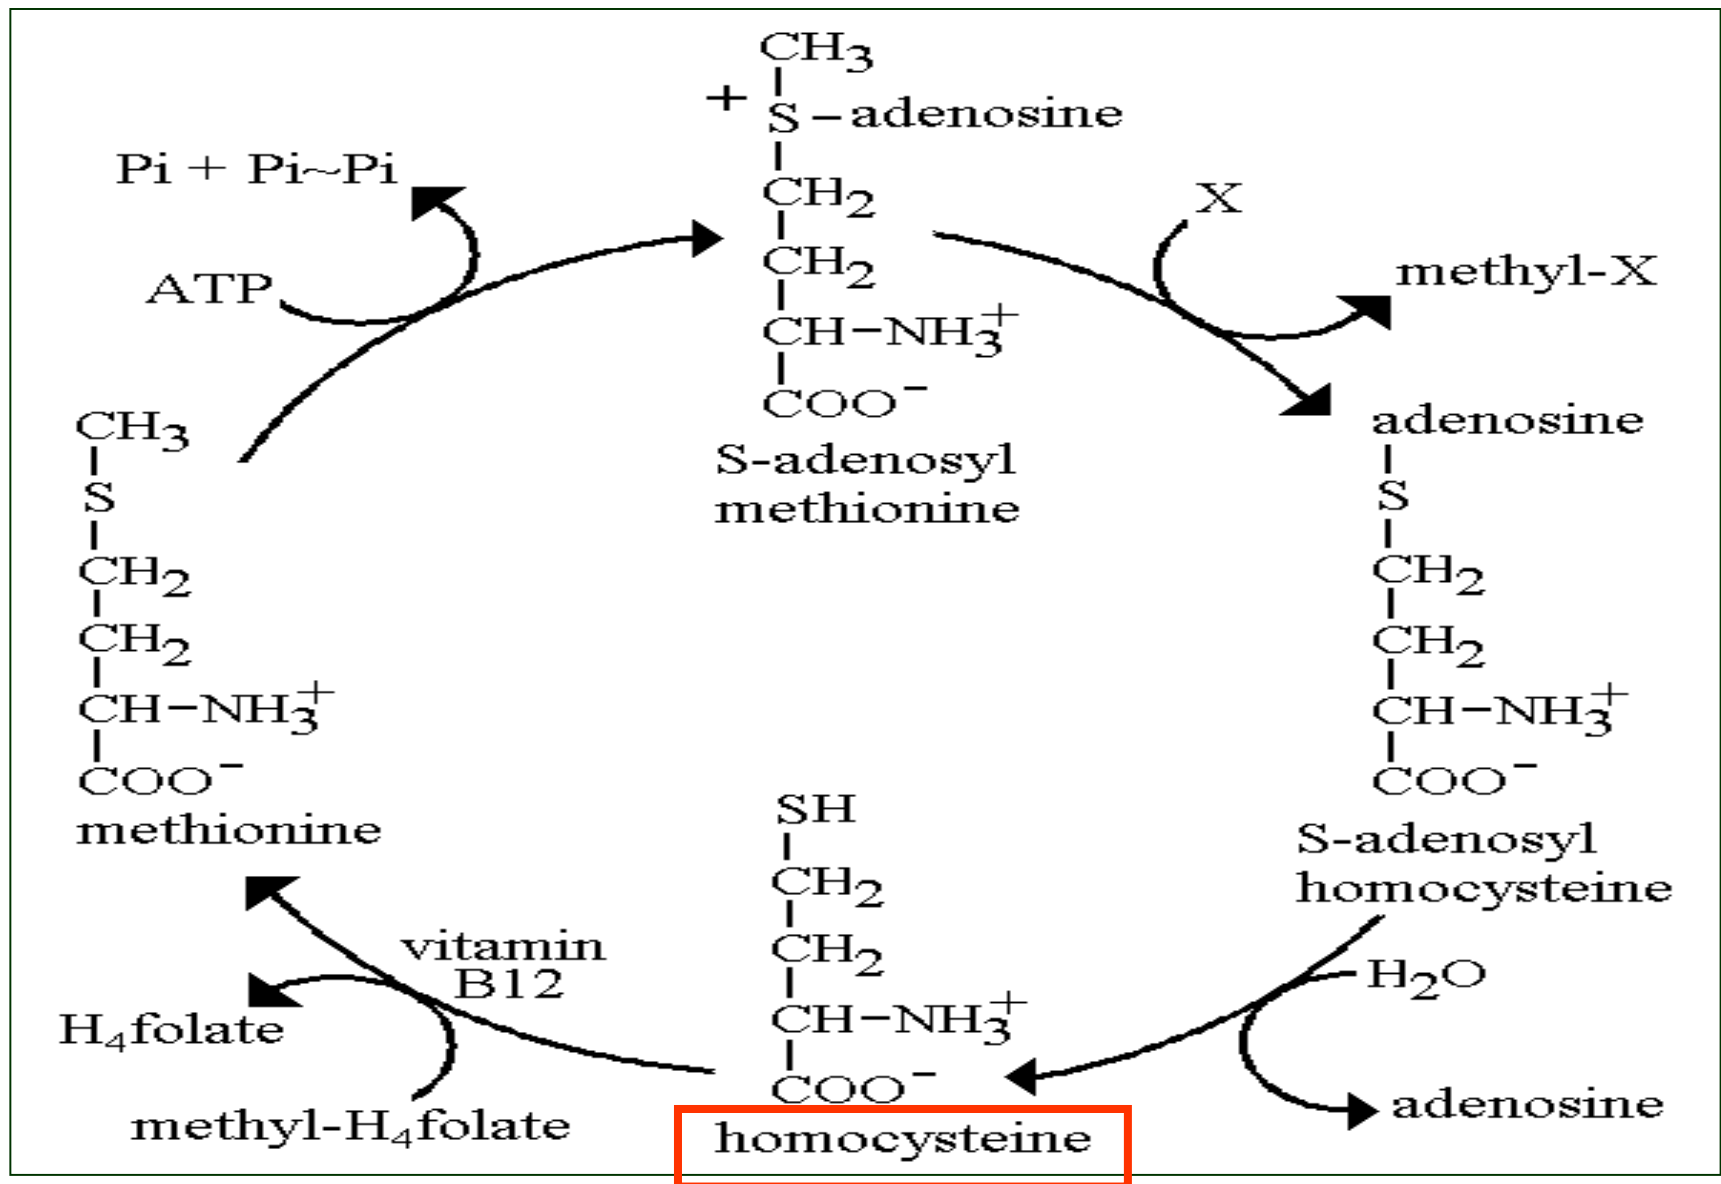 CH3
S
+
– adenosine
CH2
CH2
CH–NH3+
COO–
S-adenosyl
methionine
Pi + Pi~Pi
ATP
X
methyl-X
CH3
S
CH2
CH2
CH–NH3+
COO–
methionine
adenosine
S
CH2
CH2
CH–NH3+
COO–
S-adenosyl
homocysteine
SH
CH2
CH2
CH–NH3+
COO–
homocysteine
vitamin
B12
H4folate
methyl-H4folate
H2O
adenosine